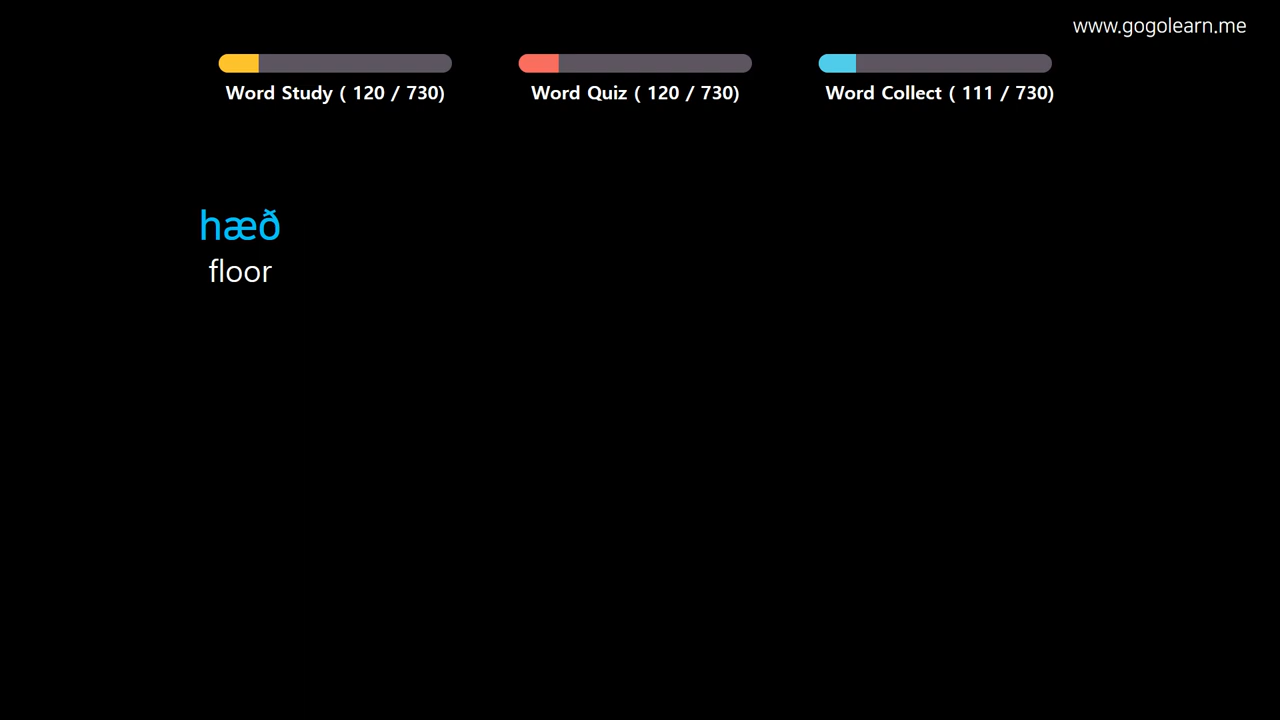 www.gogolearn.me
Word Study ( 120 / 730)
Word Quiz ( 120 / 730)
Word Collect ( 111 / 730)
hæð
floor